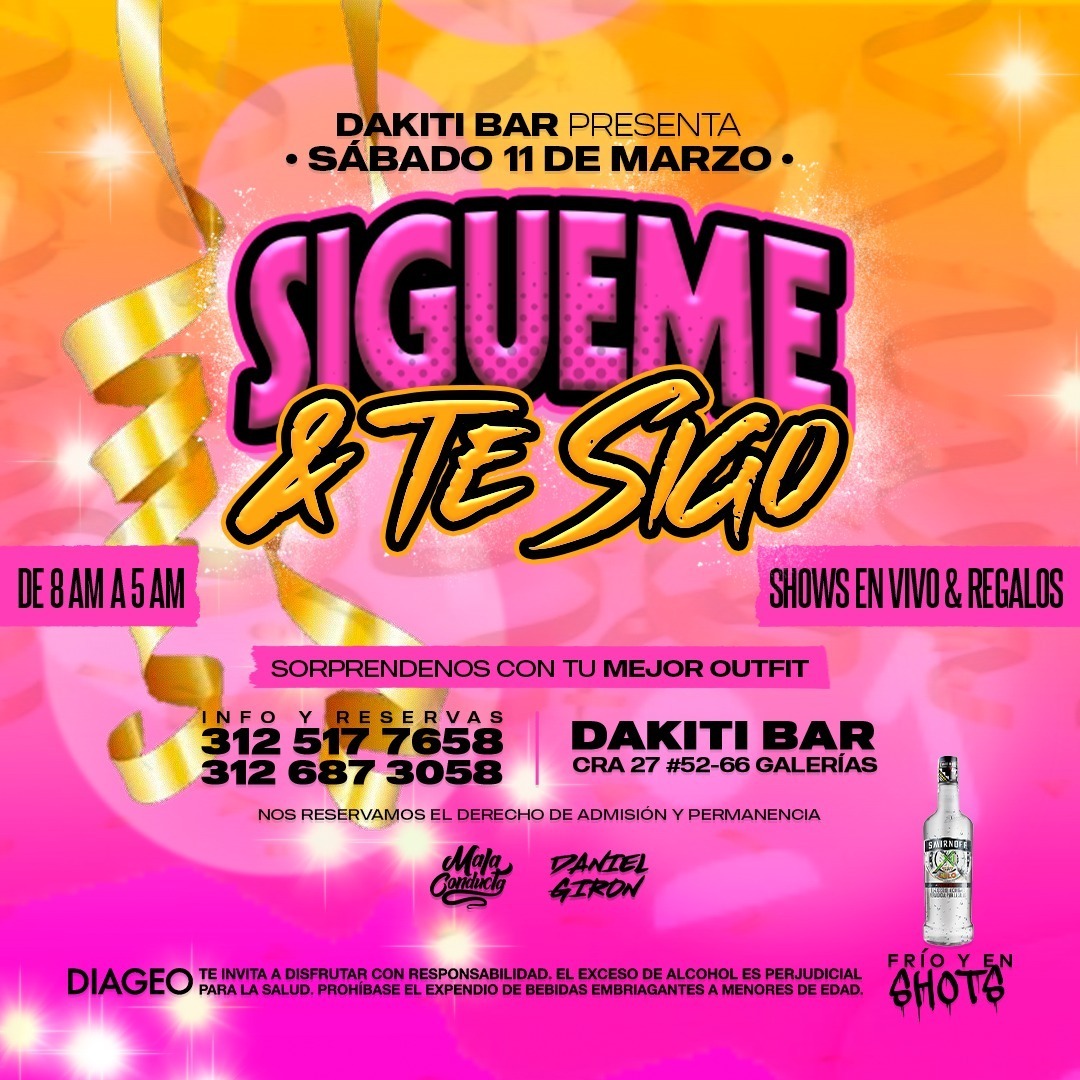 DAKITI BAR PRESENTA
• SÁBADO 11 DE MARZO •
SIGUEME
& TE SIGO
DE 8 AM A 5 AM
SHOWS EN VIVO & REGALOS
SORPRENDENOS CON TU MEJOR OUTFIT
INFO Y RESERVAS
312 517 7658
312 687 3058
DAKITI BAR
CRA 27 #52-66 GALERÍAS
NOS RESERVAMOS EL DERECHO DE ADMISIÓN Y PERMANENCIA
Mala
Conducta
DANIEL
GIRON
SMIRNOFF
FRÍO Y EN
SHOTS
DIAGEO
TE INVITA A DISFRUTAR CON RESPONSABILIDAD. EL EXCESO DE ALCOHOL ES PERJUDICIAL
PARA LA SALUD. PROHÍBASE EL EXPENDIO DE BEBIDAS EMBRIAGANTES A MENORES DE EDAD.